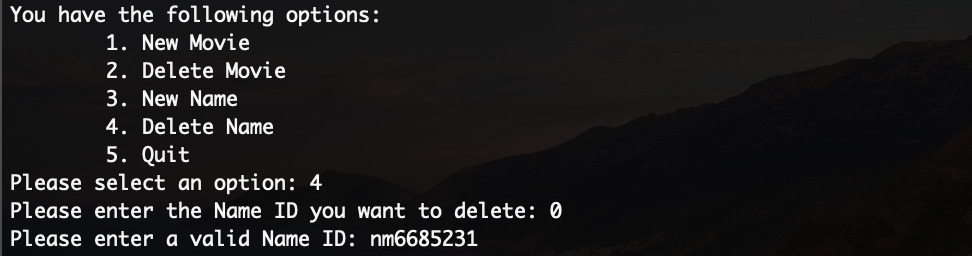 You have the following options:
1. New Movie
2. Delete Movie
3. New Name
4. Delete Name
5. Quit
Please select an option: 4
Please enter the Name ID you want to delete: 0
Please enter a valid Name ID: nm6685231